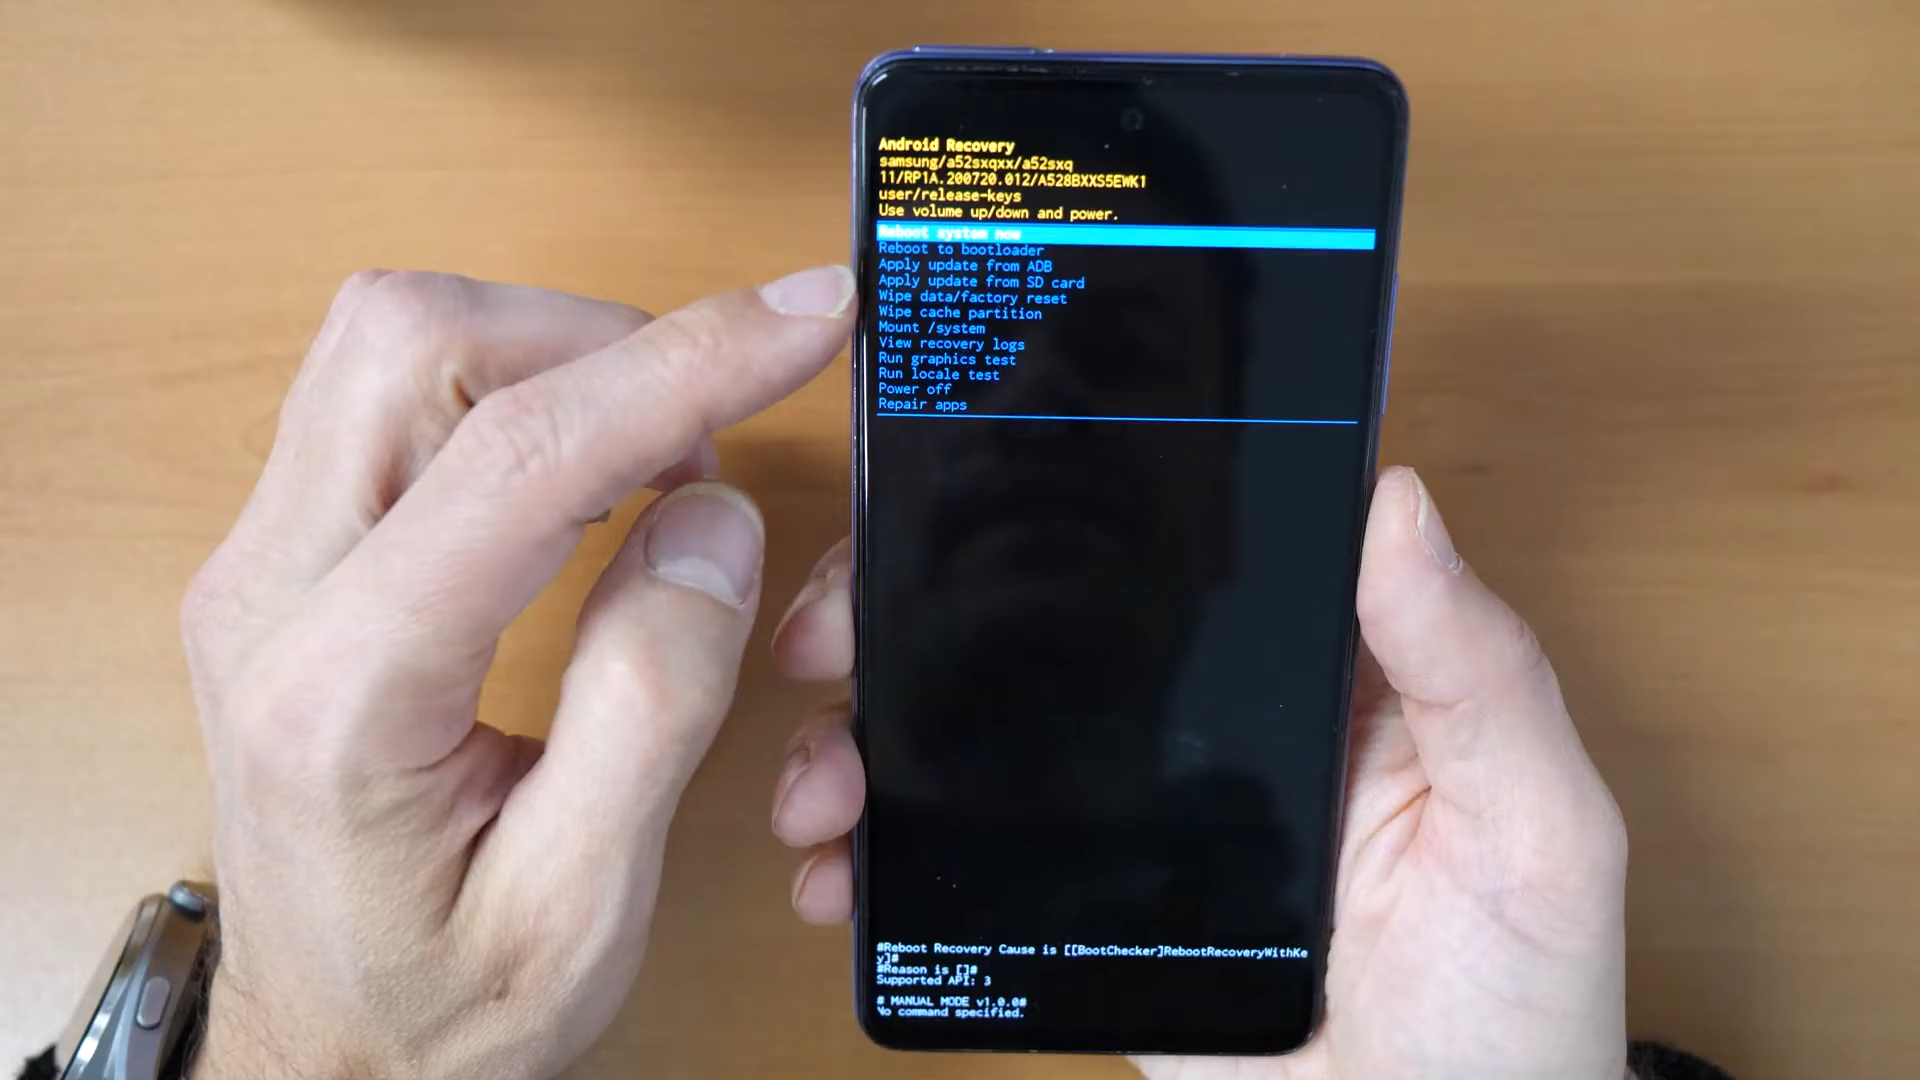 Android Recovery
samsung/a52sxqxx/a52sxq
11/RP1A.200720.012/A528BXXS5EWK1
user/release-keys
Use volume up/down and power.
Reboot system now
Reboot to bootloader
Apply update from ADB
Apply update from SD card
Wipe data/factory reset
Wipe cache partition
Mount /system
View recovery logs
Run graphics test
Run locale test
Power off
Repair apps
#Reboot Recovery Cause is [[BootChecker]RebootRecoveryWithKe
y]#
#Reason is []#
Supported API: 3
# MANUAL MODE v1.0.0#
No command specified.